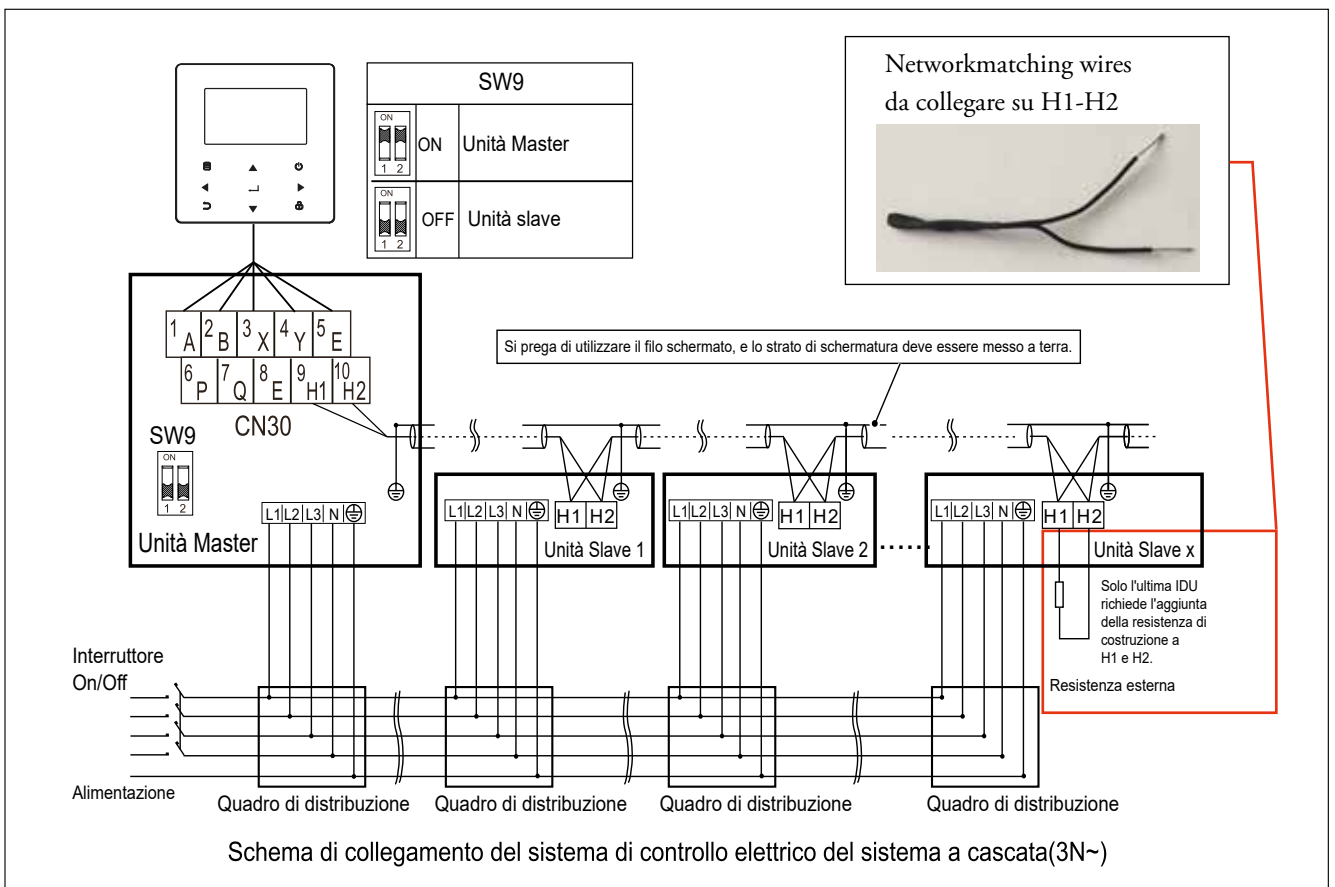 SW9
ON
1 2
ON
Unità Master
ON
1 2
OFF
Unità slave
Networkmatching wires
da collegare su H1-H2
1 A 2 B 3 X 4 Y 5 E
6 P 7 Q 8 E 9 H1 10 H2
CN30
Si prega di utilizzare il filo schermato, e lo strato di schermatura deve essere messo a terra.
SW9
ON
1 2
L1 L2 L3 N
Unità Master
L1 L2 L3 N
H1 H2
Unità Slave 1
L1 L2 L3 N
H1 H2
Unità Slave 2
L1 L2 L3 N
H1 H2
Unità Slave x
Solo l'ultima IDU
richiede l'aggiunta
della resistenza di
costruzione a
H1 e H2.
Resistenza esterna
Interruttore
On/Off
Alimentazione
Quadro di distribuzione
Quadro di distribuzione
Quadro di distribuzione
Quadro di distribuzione
Schema di collegamento del sistema di controllo elettrico del sistema a cascata(3N~)